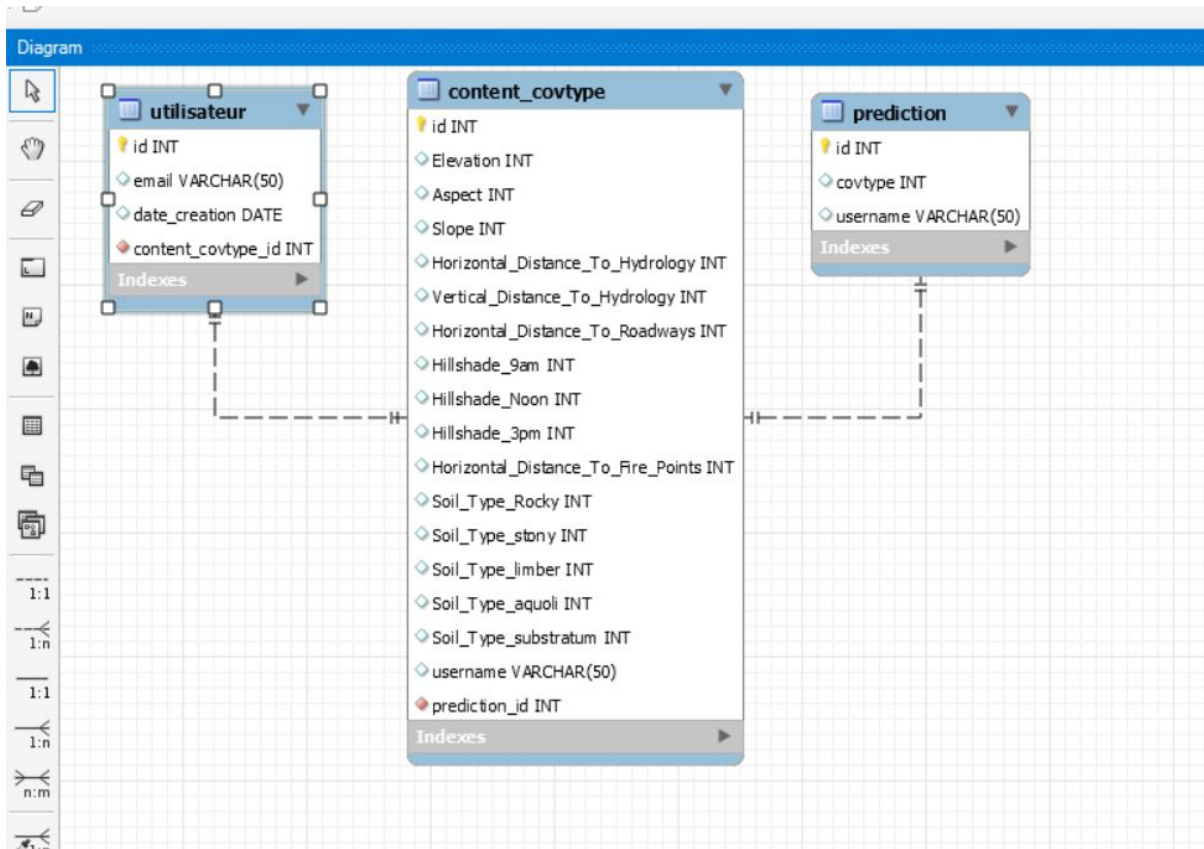 Diagram
utilisateur
id INT
email VARCHAR(50)
date_creation DATE
content_covtype_id INT
Indexes
content_covtype
id INT
Elevation INT
Aspect INT
Slope INT
Horizontal_Distance_To_Hydrology INT
Vertical_Distance_To_Hydrology INT
Horizontal_Distance_To_Roadways INT
Hillshade_9am INT
Hillshade_Noon INT
Hillshade_3pm INT
Horizontal_Distance_To_Fire_Points INT
Soil_Type_Rocky INT
Soil_Type_stony INT
Soil_Type_limber INT
Soil_Type_aquoli INT
Soil_Type_substratum INT
username VARCHAR(50)
prediction_id INT
Indexes
prediction
id INT
covtype INT
username VARCHAR(50)
Indexes
1:1
1:n
1:1
1:n
n:m